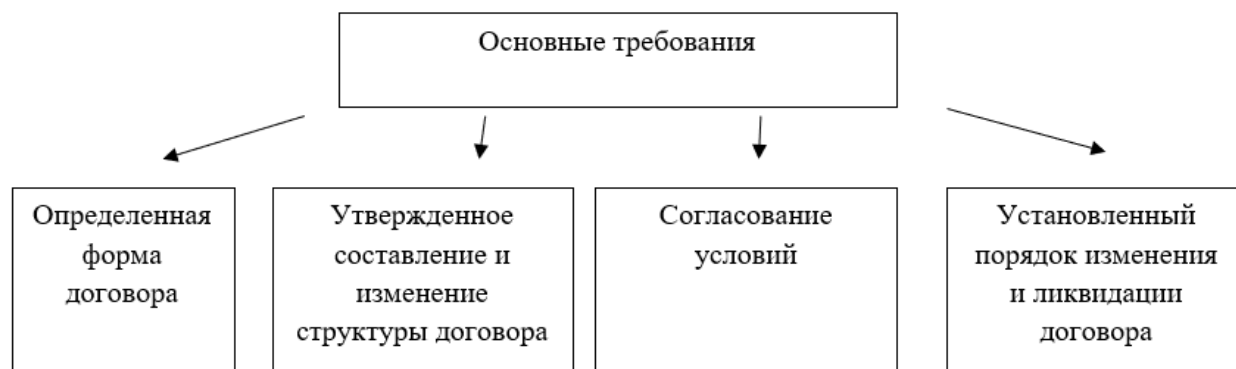 Основные требования
Определенная
форма
договора
Утвержденное
составление и
изменение
структуры договора
Согласование
условий
Установленный
порядок изменения
и ликвидации
договора